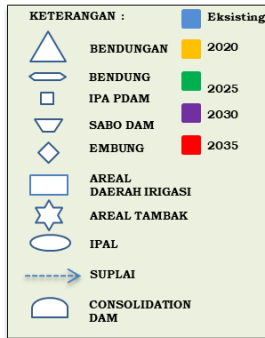 KETERANGAN : Eksisting
BENDUNGAN 2020
BENDUNG 2025
IPA PDAM
SABO DAM 2030
EMBUNG 2035
AREAL
DAERAH IRIGASI
AREAL TAMBAK
IPAL
SUPLAI
CONSOLIDATION
DAM